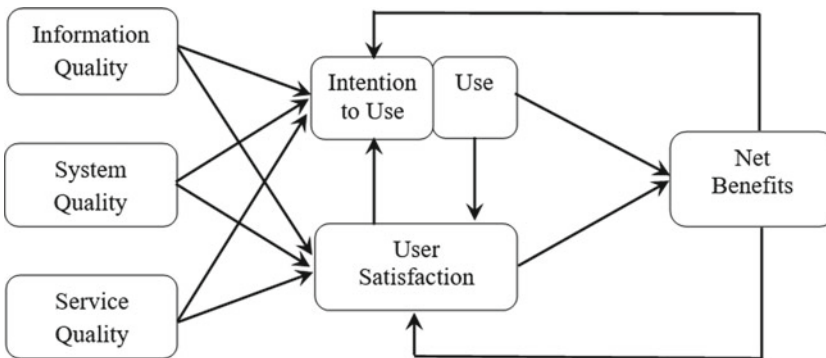 Information
Quality
Intention
to Use
Use
System
Quality
Net
Benefits
User
Satisfaction
Service
Quality